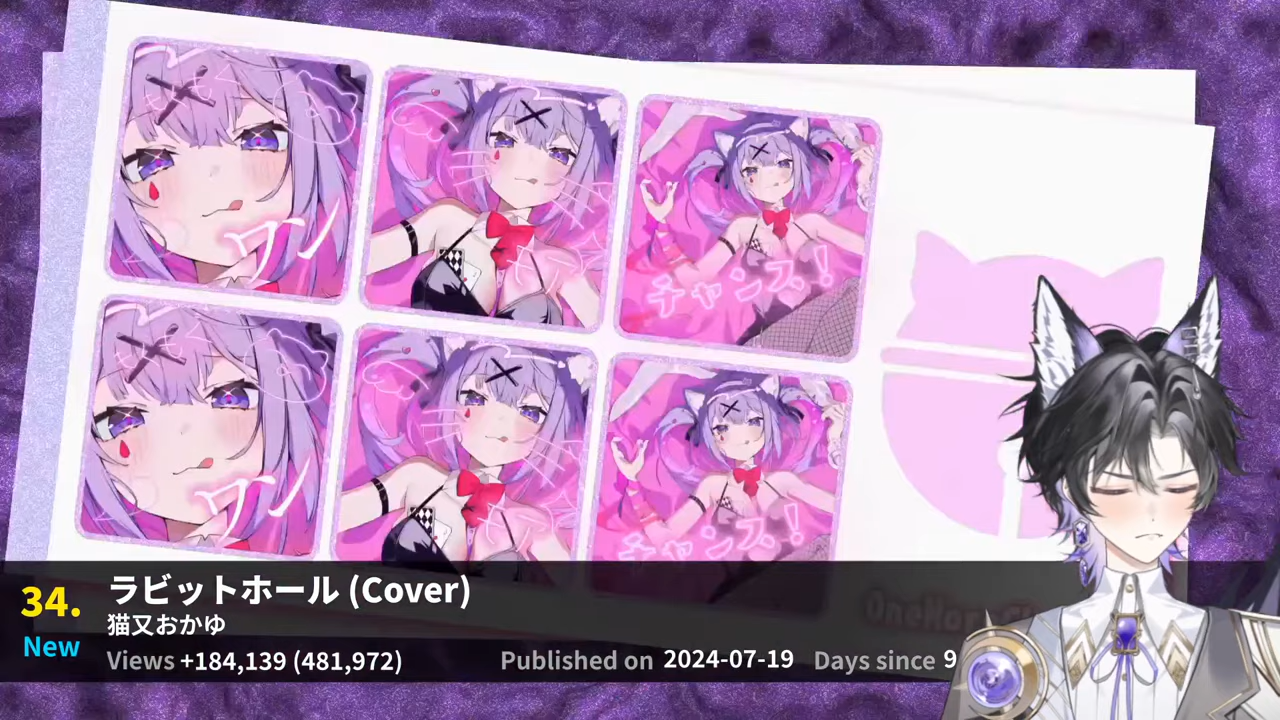 ワン
チャンス!
ワン
チャンス!
34.
New
ラビットホール (Cover)
猫又おかゆ
Views +184,139 (481,972)
Published on 2024-07-19
Days since 9